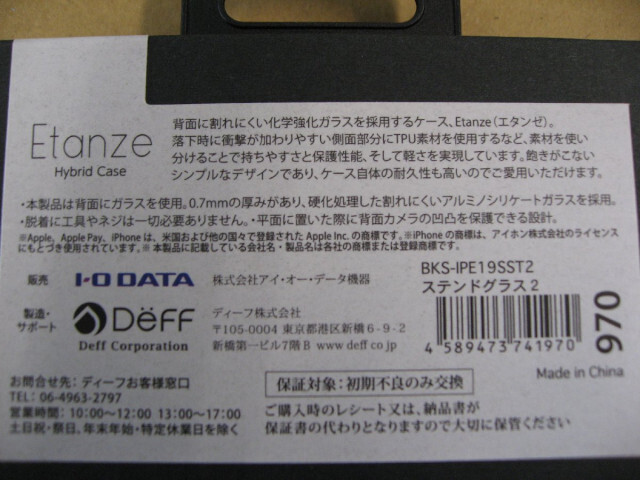 Etanze
Hybrid Case
背面に割れにくい化学強化ガラスを採用するケース、Etanze(エタンゼ)。
落下時に衝撃が加わりやすい側面部分にTPU素材を使用するなど、素材を使い
分けることで持ちやすさと保護性能、そして軽さを実現しています。飽きがこない
シンプルなデザインであり、ケース自体の耐久性も高いのでご愛用いただけます。
・本製品は背面にガラスを使用。0.7mmの厚みがあり、硬化処理した割れにくいアルミノシリケートガラスを採用。
・脱着に工具やネジは一切必要ありません。・平面に置いた際に背面カメラの凹凸を保護できる設計。
※Apple、Apple Pay、iPhone は、米国および他の国々で登録された Apple Inc. の商標です。 ※iPhone の商標は、アイホン株式会社のライセンス
にもとづき使用されています。 ※本製品に記載している会社名・製品名は各社の商標または登録商標です。
販売 I-O DATA 株式会社アイ・オー・データ機器
製造・
サポート DëFF
Deff Corporation
ディーフ株式会社
〒105-0004 東京都港区新橋6-9-2
新橋第一ビル7階B www.deff.co.jp
BKS-IPE19SST2
ステンドグラス2
4 589473 741970
970
Made in China
お問合せ先:ディーフお客様窓口
TEL: 06-4963-2797
営業時間:10:00~12:00 13:00~17:00
土日祝・祭日、年末年始・特定休業日を除く
保証対象:初期不良のみ交換
ご購入時のレシート又は、納品書が
保証書の代わりとなりますので大切に保管ください